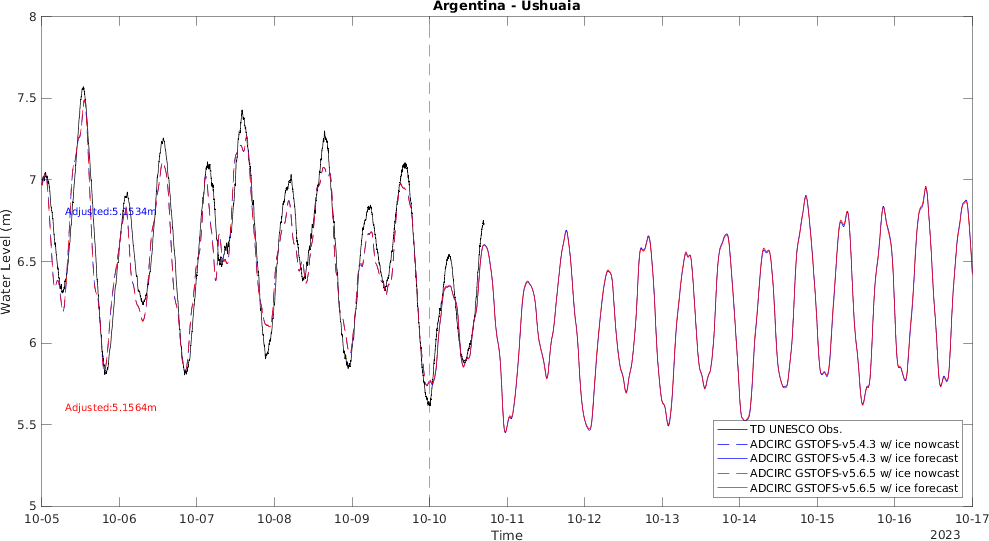 Argentina - Ushuaia
8
7.5
7
6.5
6
5.5
5
Water Level (m)
Adjusted:5.1534m
Adjusted:5.1564m
TD UNESCO Obs.
ADCIRC GSTOFS-v5.4.3 w/ ice nowcast
ADCIRC GSTOFS-v5.4.3 w/ ice forecast
ADCIRC GSTOFS-v5.6.5 w/ ice nowcast
ADCIRC GSTOFS-v5.6.5 w/ ice forecast
10-05 10-06 10-07 10-08 10-09 10-10 10-11 10-12 10-13 10-14 10-15 10-16 10-17
Time
2023